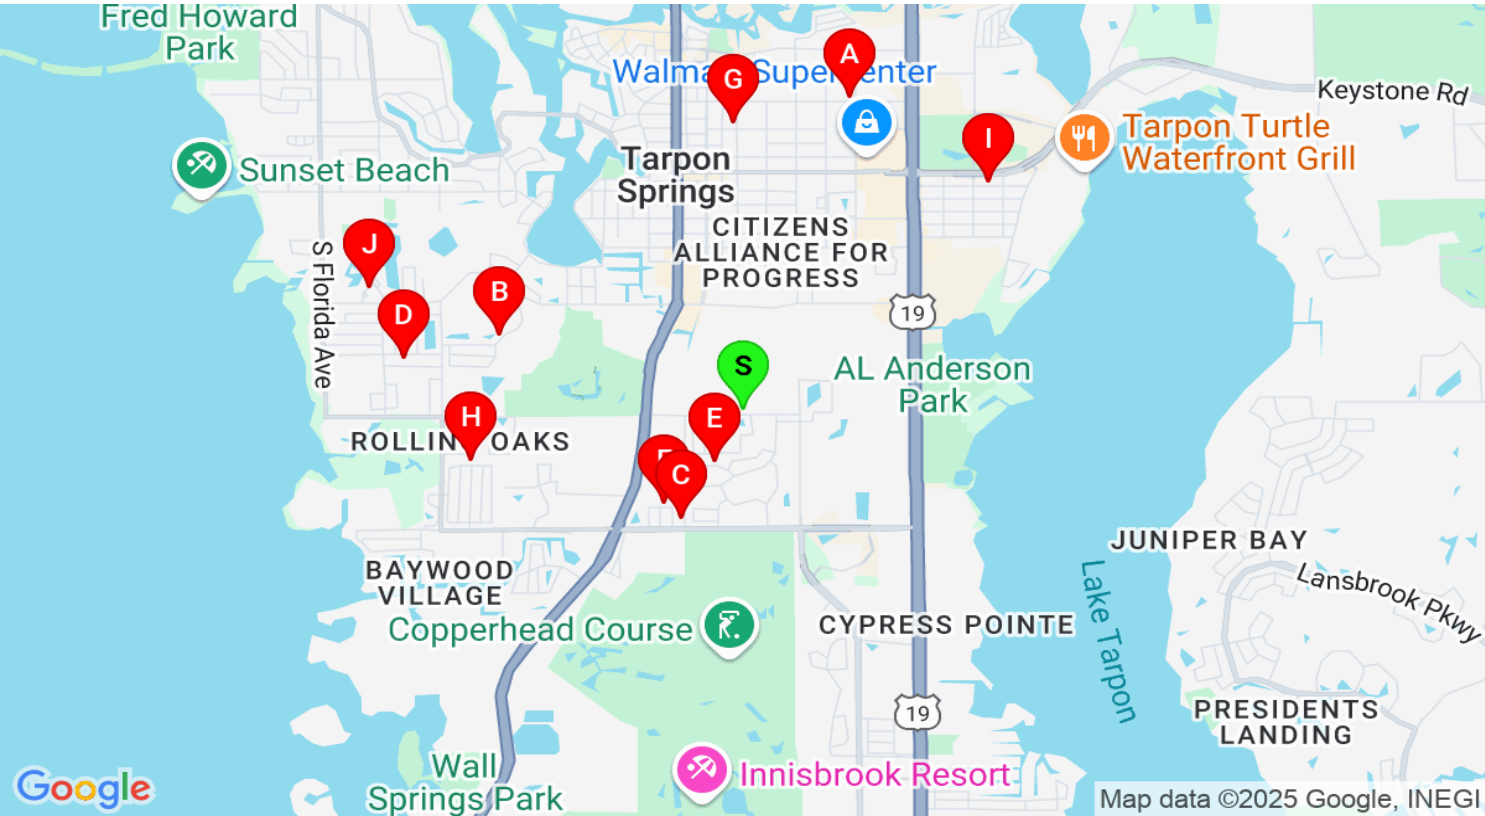 Fred Howard
Park
A
Walma Supercenter
G
Keystone Rd
I
Tarpon Turtle
Waterfront Grill
Sunset Beach
Tarpon
Springs
CITIZENS
ALLIANCE FOR
PROGRESS
J
S Florida Ave
B
D
19
S
AL Anderson
Park
H
E
ROLLIN OAKS
F
C
JUNIPER BAY
BAYWOOD
VILLAGE
Lansbrook Pkwy
Lake Tarpon
Copperhead Course
CYPRESS POINTE
19
PRESIDENTS
LANDING
Wall
Springs Park
Innisbrook Resort
Google
Map data ©2025 Google, INEGI